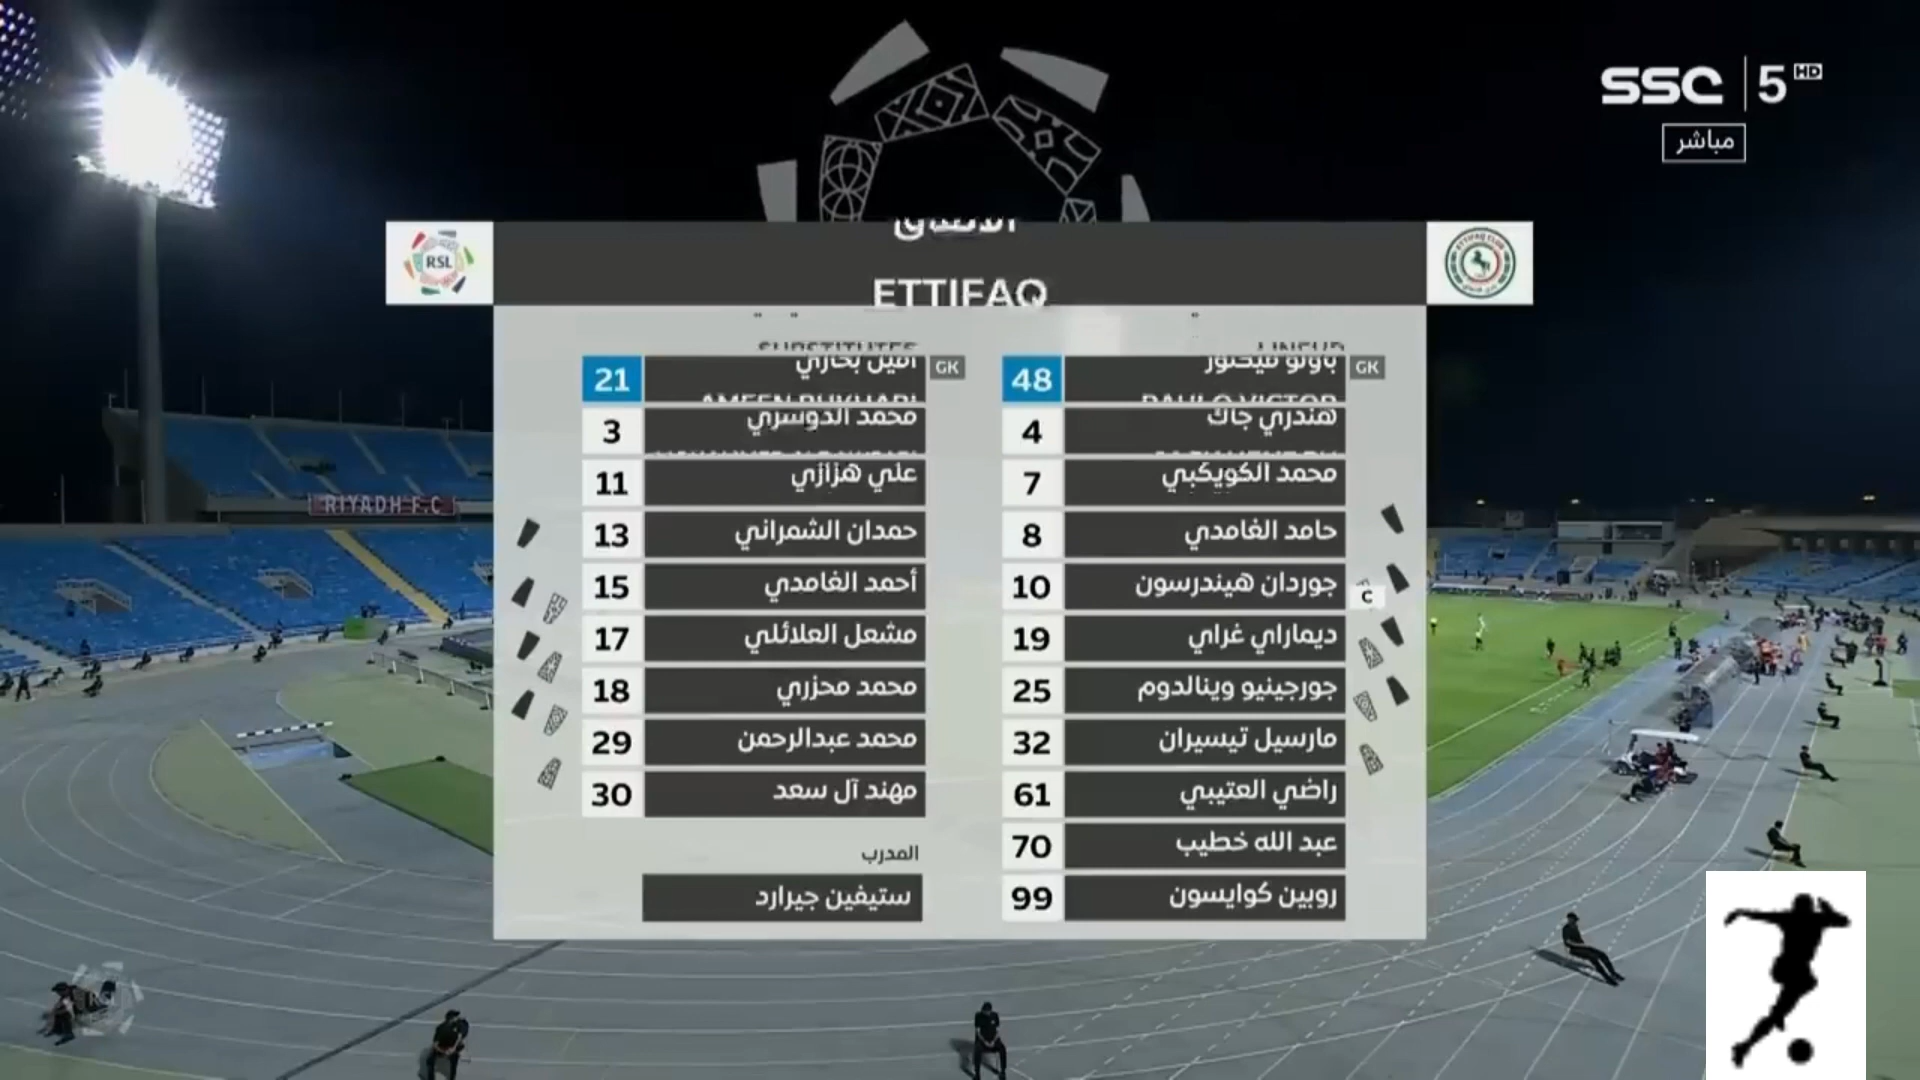 SSC 5 HD
مباشر
RSL
ETTIFAQ
GK
48 باولو فيكتور
4 هندري جاك
7 محمد الكويكبي
8 حامد الغامدي
10 جوردان هيندرسون C
19 ديماراي غراي
25 جورجينيو وينالدوم
32 مارسيل تيسيران
61 راضي العتيبي
70 عبد الله خطيب
99 روبين كوايسون
GK
21 أمين بخاري
3 محمد الدوسري
11 علي هزازي
13 حمدان الشمراني
15 أحمد الغامدي
17 مشعل العلائلي
18 محمد محزري
29 محمد عبدالرحمن
30 مهند آل سعد
المدرب
ستيفين جيرارد
RIYADH F.C